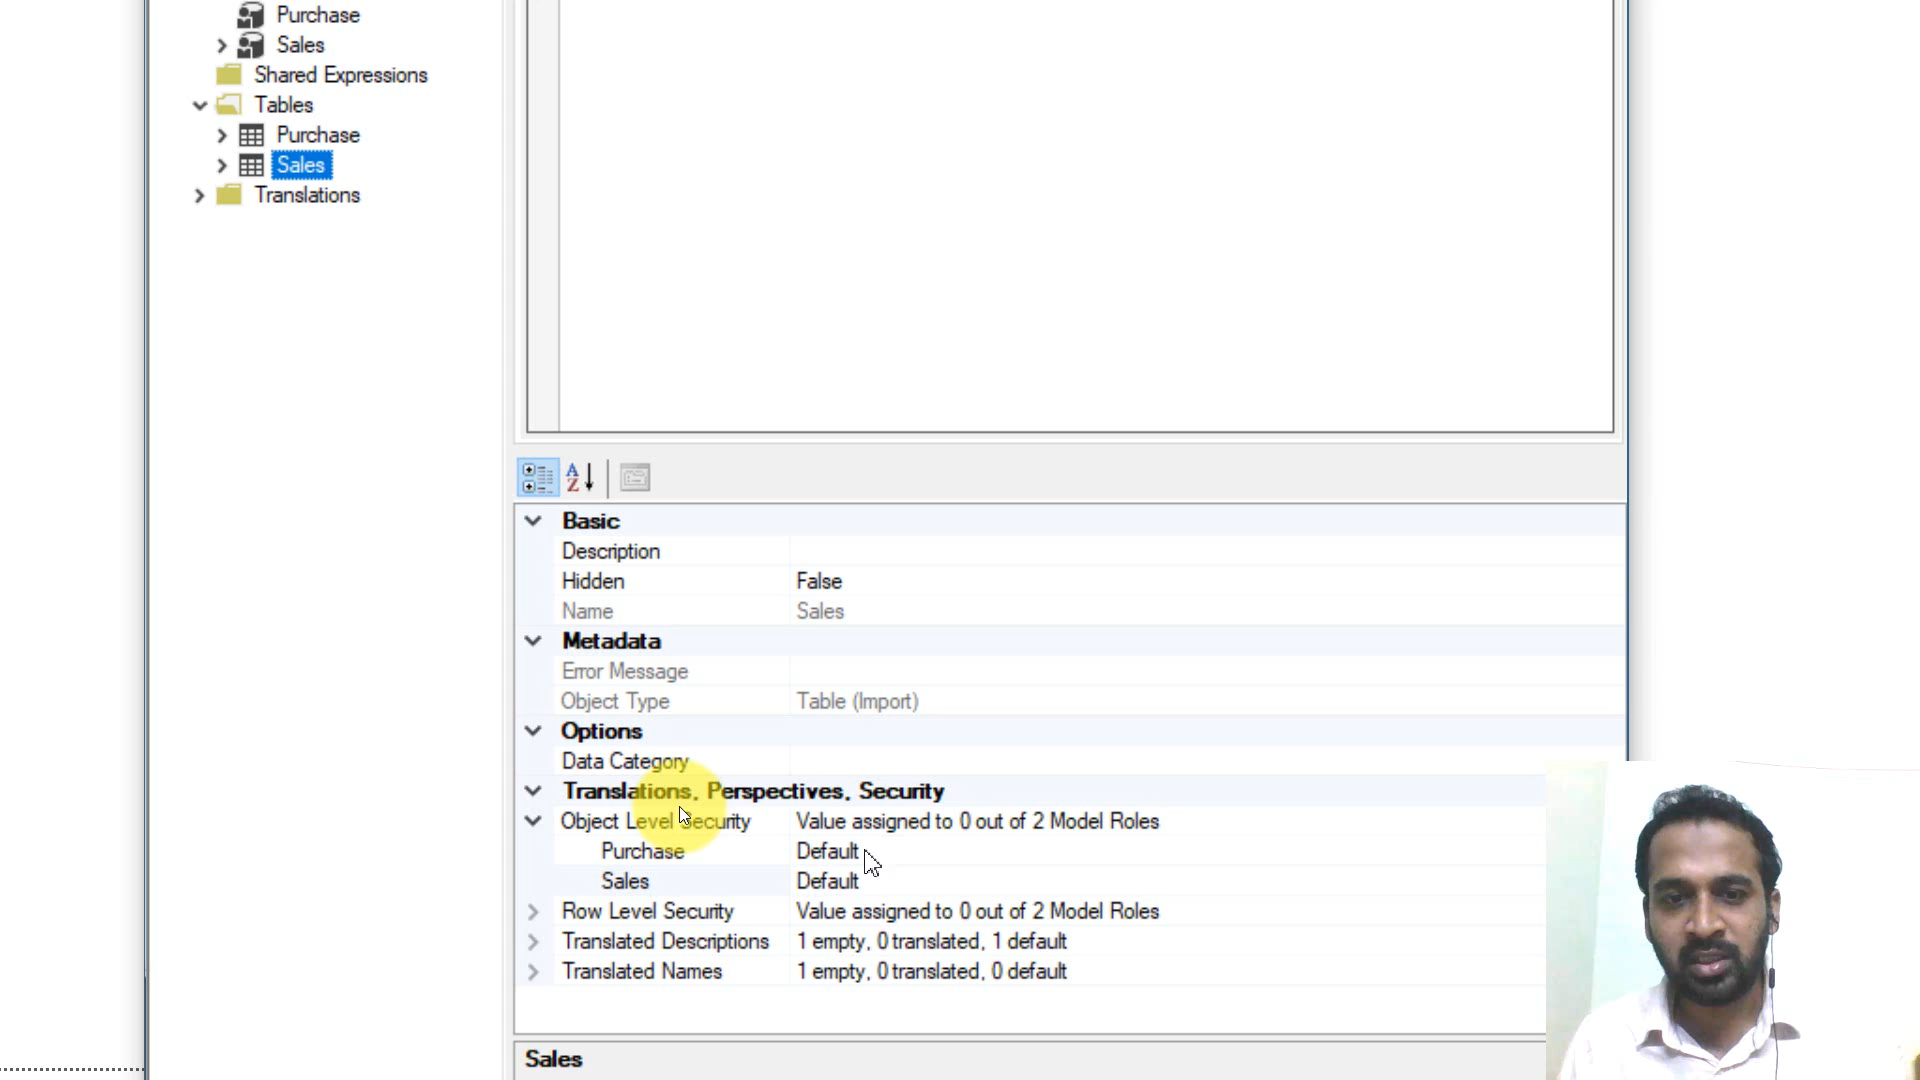 Purchase
Sales
Shared Expressions
Tables
Purchase
Sales
Translations
Basic
Description
Hidden False
Name Sales
Metadata
Error Message
Object Type Table (Import)
Options
Data Category
Translations, Perspectives, Security
Object Level Security Value assigned to 0 out of 2 Model Roles
Purchase Default
Sales Default
Row Level Security Value assigned to 0 out of 2 Model Roles
Translated Descriptions 1 empty, 0 translated, 1 default
Translated Names 1 empty, 0 translated, 0 default
Sales